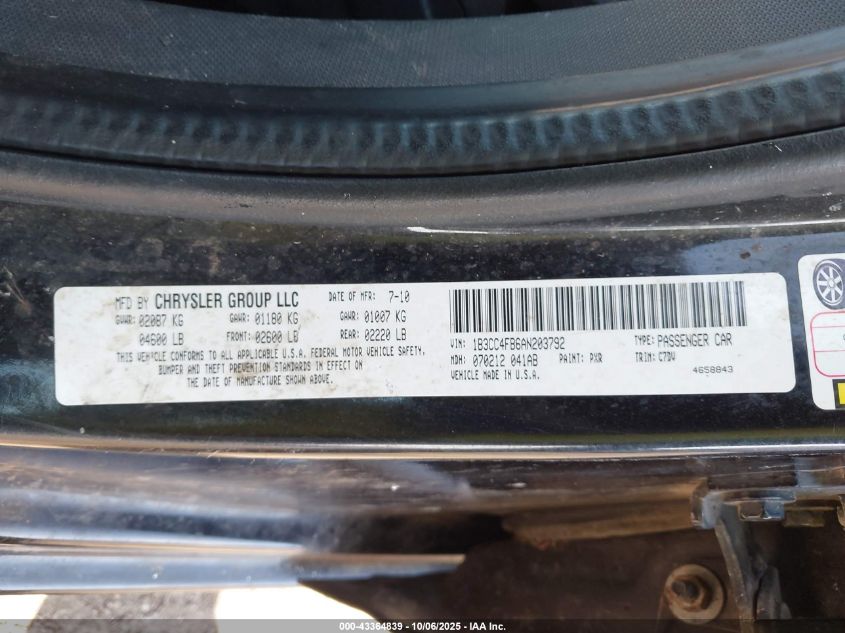 MFD BY CHRYSLER GROUP LLC DATE OF MFR: 7-10
GVWR: 02087 KG GAWR: 01180 KG GAWR: 01007 KG
04600 LB FRONT: 02600 LB REAR: 02220 LB
THIS VEHICLE CONFORMS TO ALL APPLICABLE U.S.A. FEDERAL MOTOR VEHICLE SAFETY,
BUMPER AND THEFT PREVENTION STANDARDS IN EFFECT ON
THE DATE OF MANUFACTURE SHOWN ABOVE.
VIN: 1B3CC4FB6AN203792 TYPE: PASSENGER CAR
MDH: 070212 041AB PAINT: PXR TRIM: C7DV
VEHICLE MADE IN U.S.A. 4658843
000-43364839 - 10/06/2025 - IAA Inc.